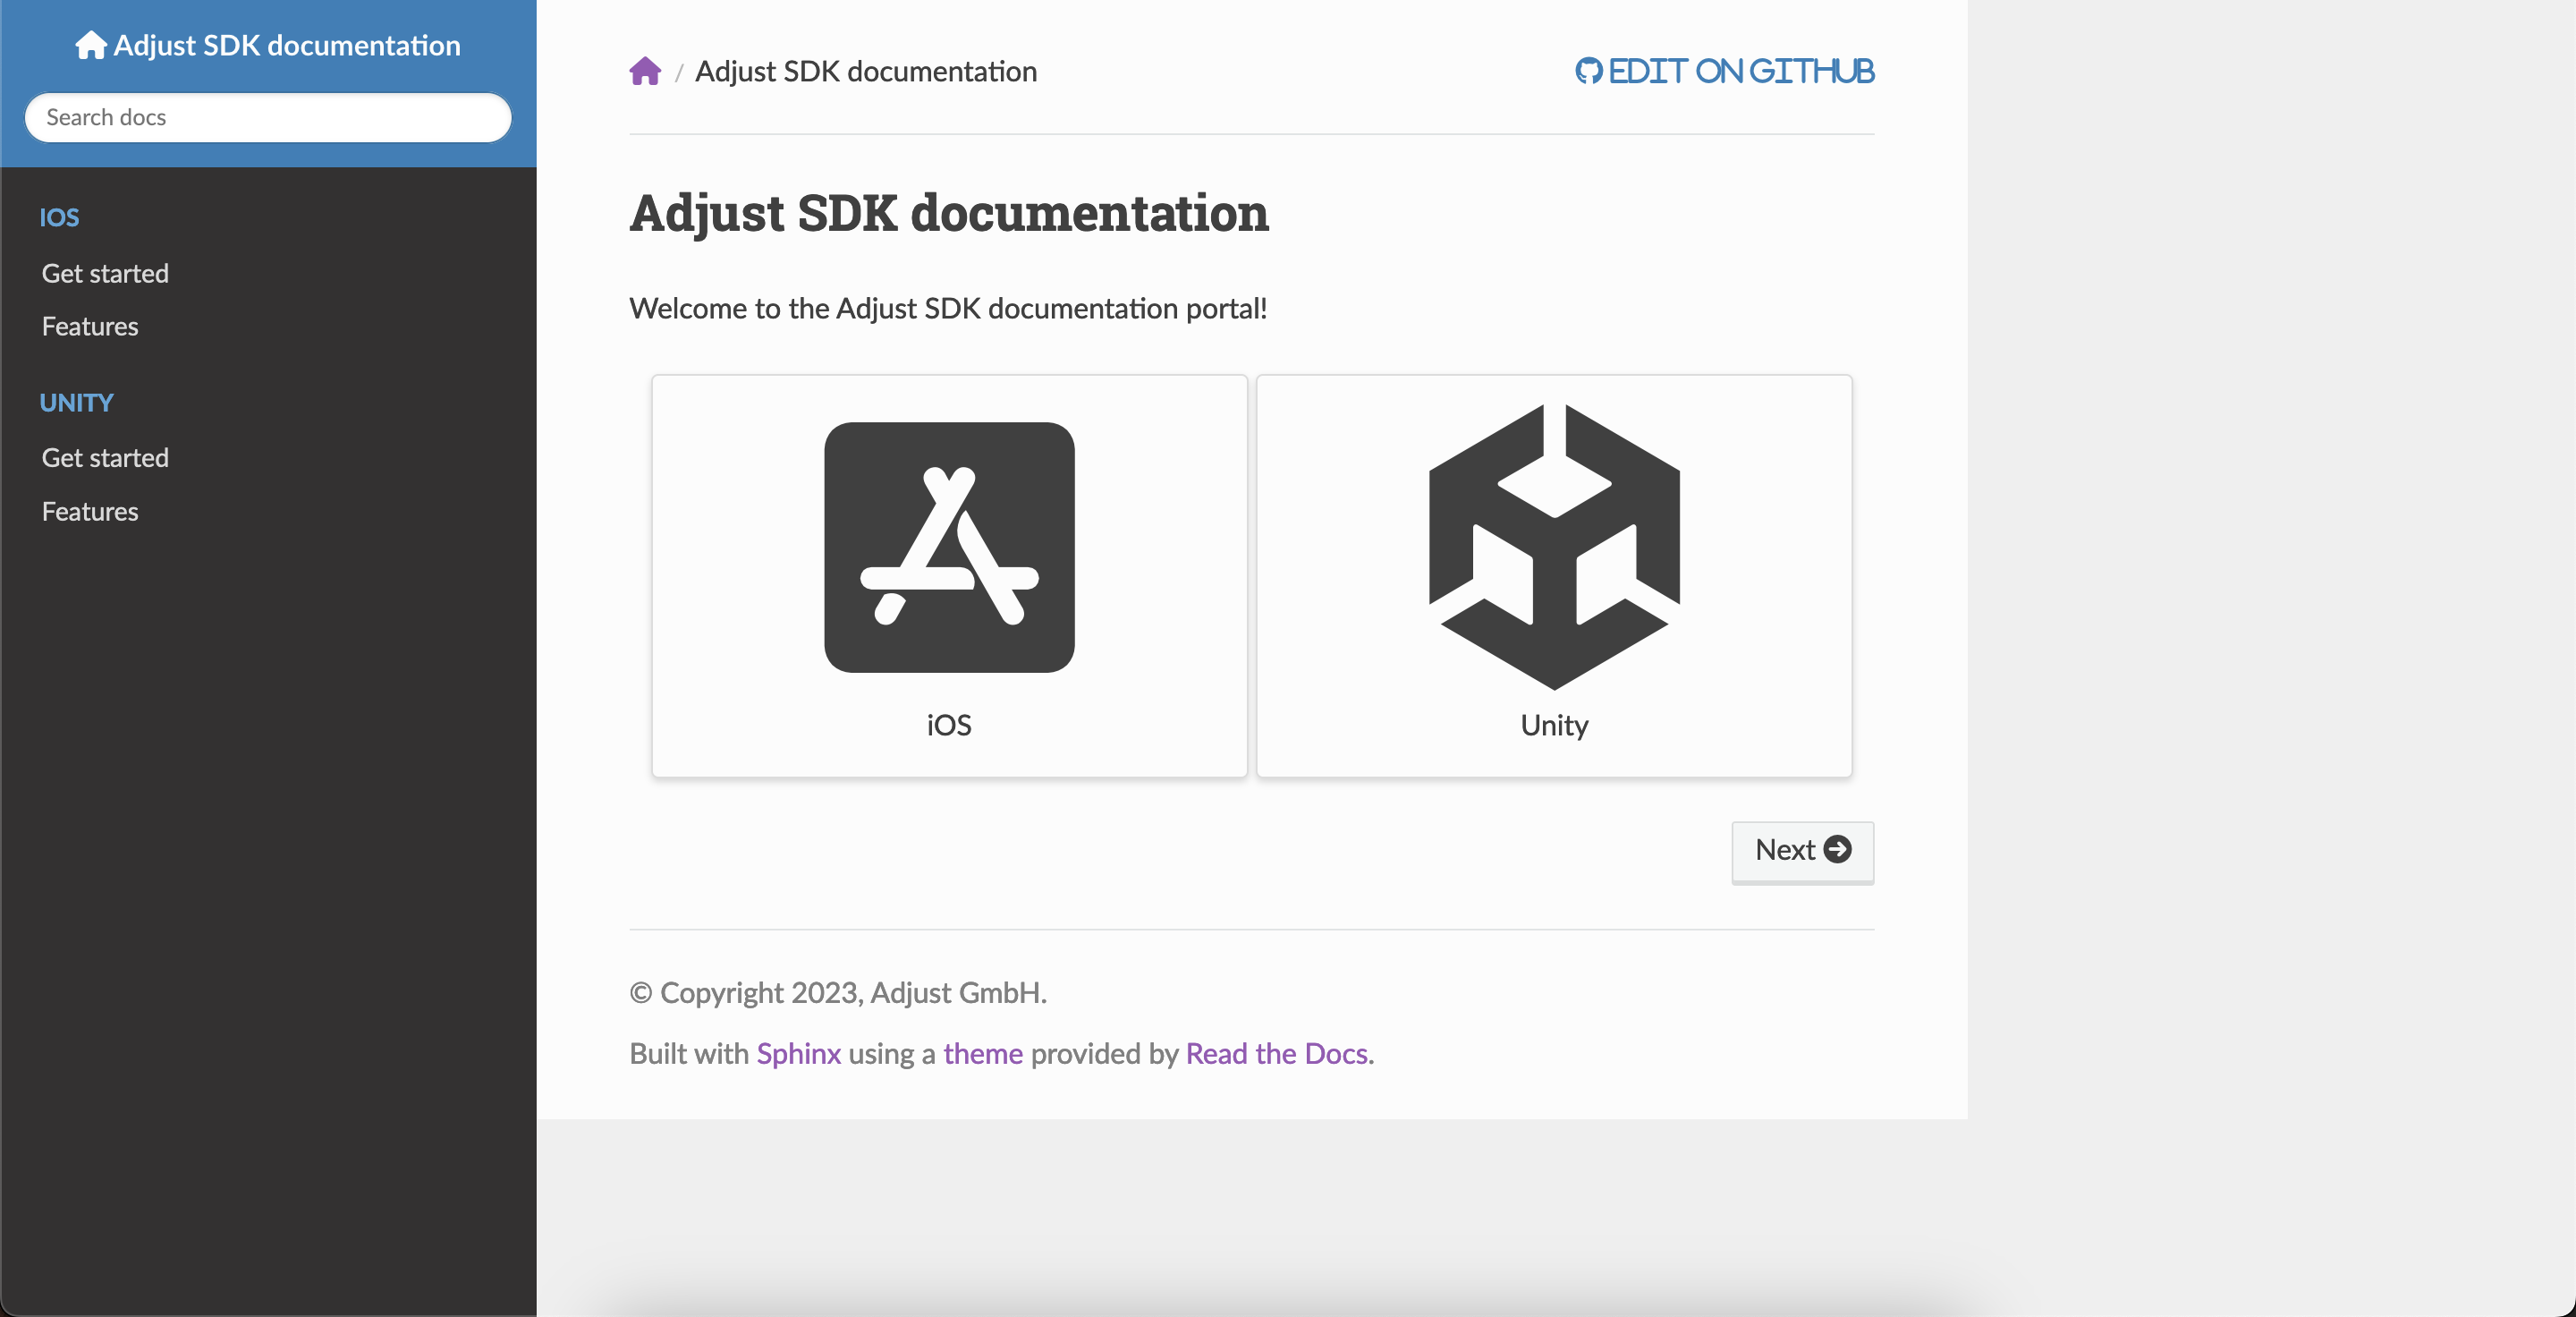 Adjust SDK documentation
Search docs
IOS
Get started
Features
UNITY
Get started
Features
/ Adjust SDK documentation
EDIT ON GITHUB
Adjust SDK documentation
Welcome to the Adjust SDK documentation portal!
iOS
Unity
Next
© Copyright 2023, Adjust GmbH.
Built with Sphinx using a theme provided by Read the Docs.